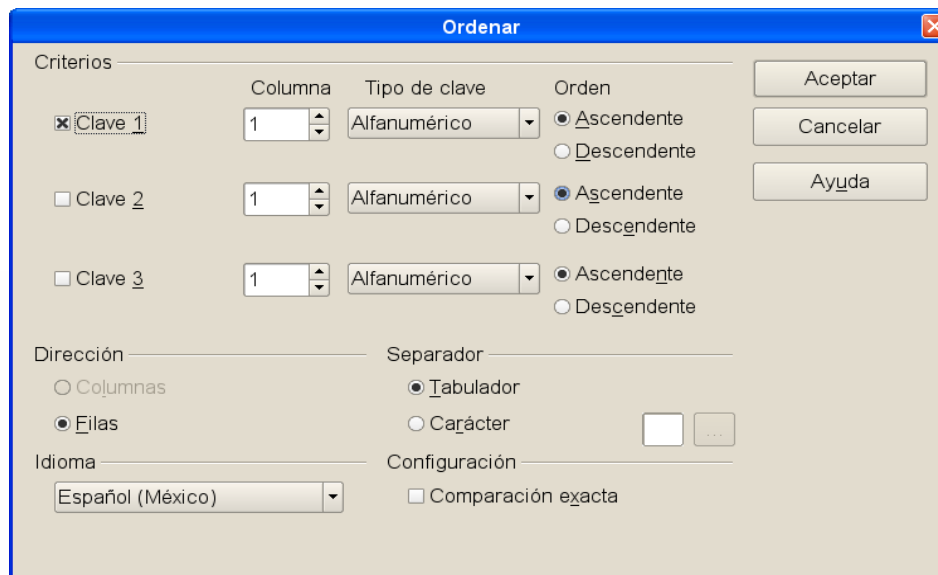 Ordenar
Criterios
Columna Tipo de clave Orden
Clave 1 1 Alfanumérico Ascendente
Descendente
Clave 2 1 Alfanumérico Ascendente
Descendente
Clave 3 1 Alfanumérico Ascendente
Descendente
Aceptar
Cancelar
Ayuda
Dirección
Columnas
Filas
Separador
Tabulador
Carácter ...
Idioma
Español (México)
Configuración
Comparación exacta